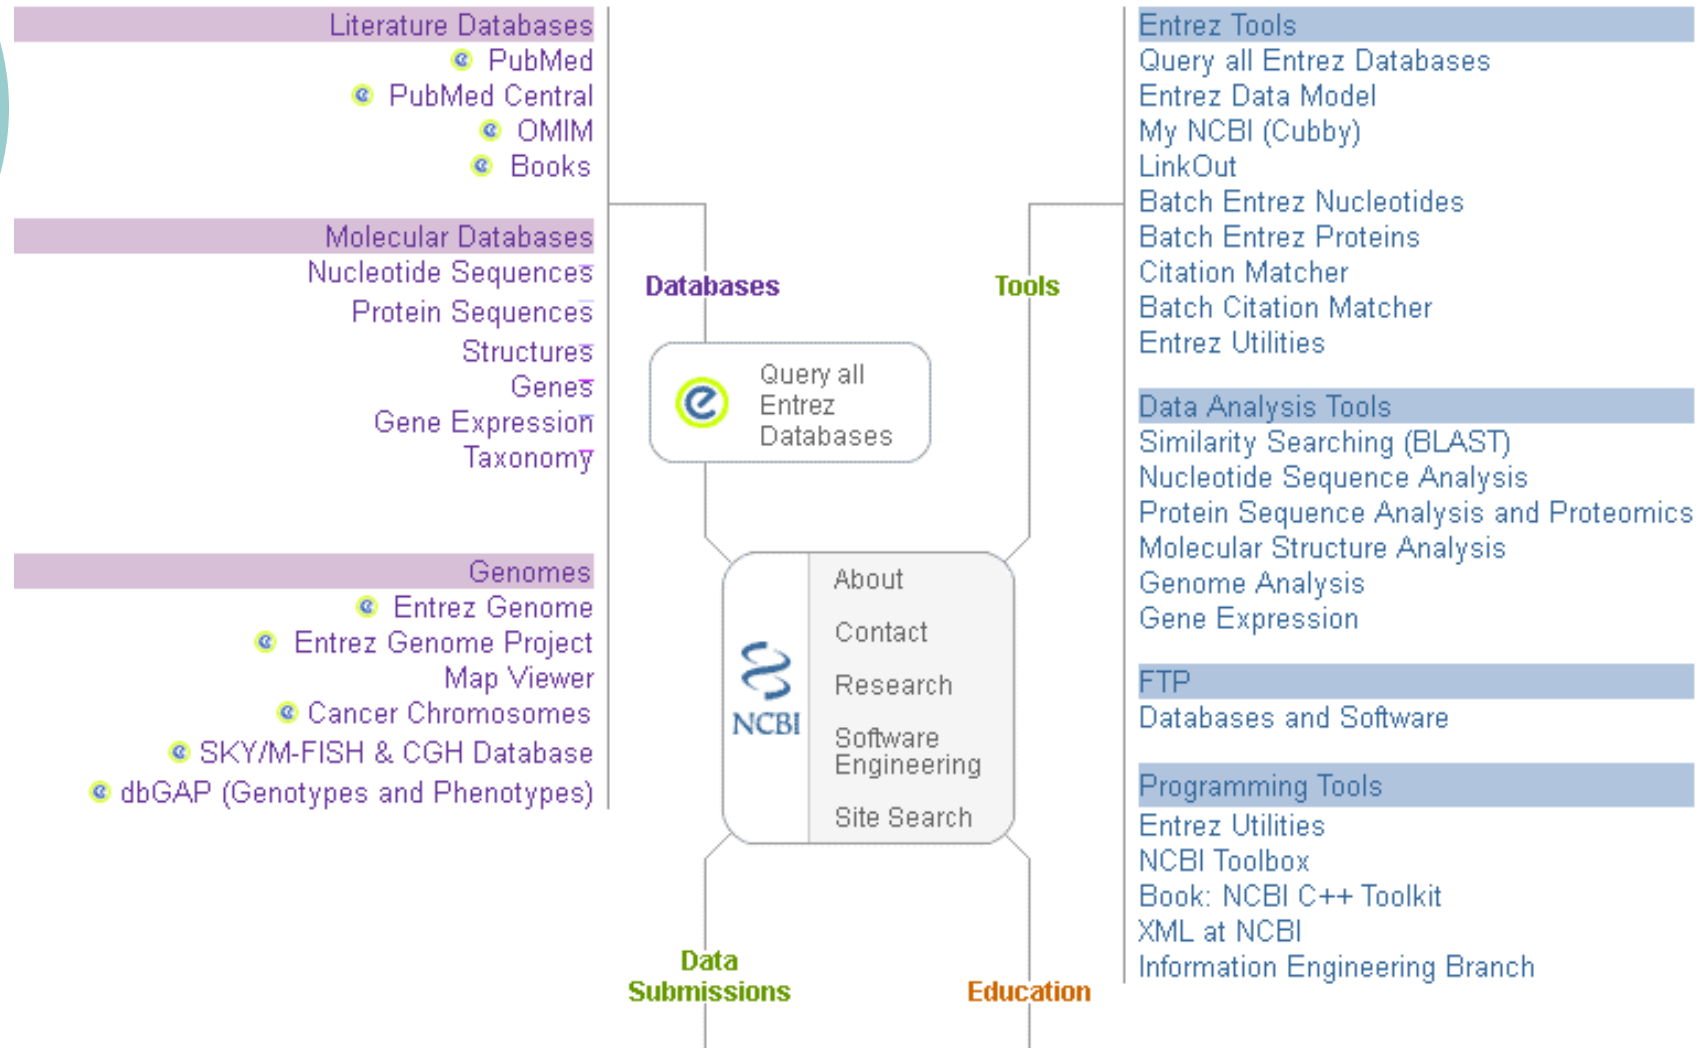 Literature Databases
PubMed
PubMed Central
OMIM
Books
Molecular Databases
Nucleotide Sequences
Protein Sequences
Structures
Genes
Gene Expression
Taxonomy
Genomes
Entrez Genome
Entrez Genome Project
Map Viewer
Cancer Chromosomes
SKY/M-FISH & CGH Database
dbGAP (Genotypes and Phenotypes)
Databases
Query all
Entrez
Databases
NCBI
About
Contact
Research
Software
Engineering
Site Search
Data
Submissions
Education
Tools
Entrez Tools
Query all Entrez Databases
Entrez Data Model
My NCBI (Cubby)
LinkOut
Batch Entrez Nucleotides
Batch Entrez Proteins
Citation Matcher
Batch Citation Matcher
Entrez Utilities
Data Analysis Tools
Similarity Searching (BLAST)
Nucleotide Sequence Analysis
Protein Sequence Analysis and Proteomics
Molecular Structure Analysis
Genome Analysis
Gene Expression
FTP
Databases and Software
Programming Tools
Entrez Utilities
NCBI Toolbox
Book: NCBI C++ Toolkit
XML at NCBI
Information Engineering Branch